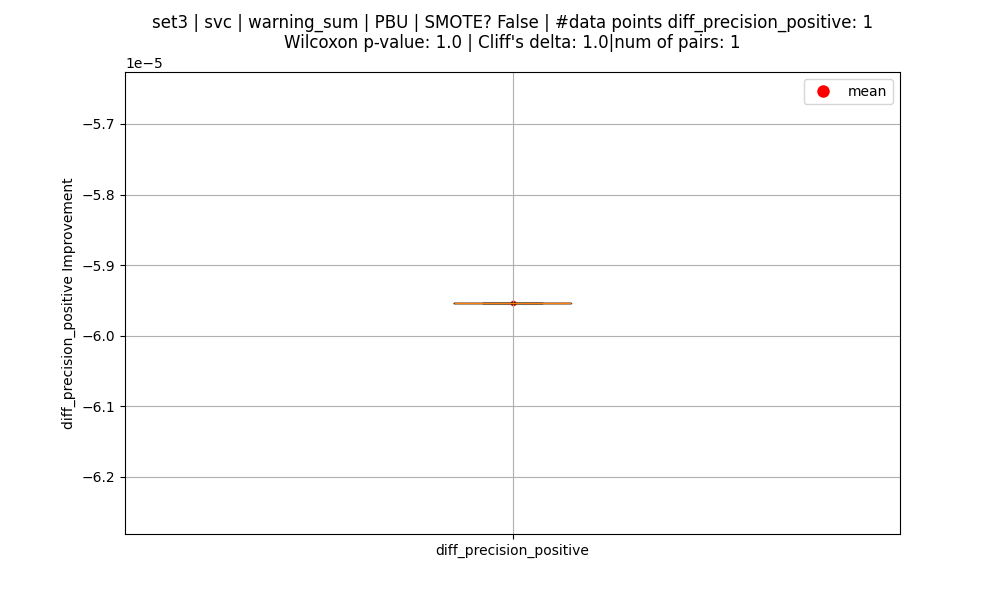 set3 | svc | warning_sum | PBU | SMOTE? False | #data points diff_precision_positive: 1
Wilcoxon p-value: 1.0 | Cliff's delta: 1.0|num of pairs: 1
1e−5
mean
−5.7
−5.8
−5.9
−6.0
−6.1
−6.2
diff_precision_positive Improvement
diff_precision_positive